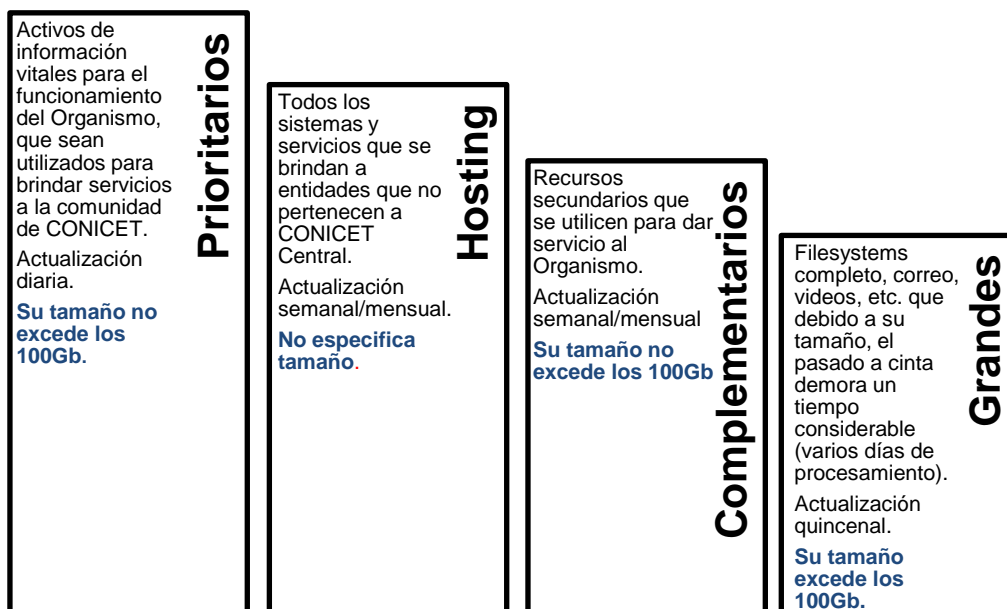 Activos de
información
vitales para el
funcionamiento
del Organismo,
que sean
utilizados para
brindar servicios
a la comunidad
de CONICET.
Actualización
diaria.
Su tamaño no
excede los
100Gb.
Prioritarios
Todos los
sistemas y
servicios que se
brindan a
entidades que no
pertenecen a
CONICET
Central.
Actualización
semanal/mensual.
No especifica
tamaño.
Hosting
Recursos
secundarios que
se utilicen para dar
servicio al
Organismo.
Actualización
semanal/mensual
Su tamaño no
excede los 100Gb
Complementarios
Filesystems
completo, correo,
videos, etc. que
debido a su
tamaño, el
pasado a cinta
demora un
tiempo
considerable
(varios días de
procesamiento).
Actualización
quincenal.
Su tamaño
excede los
100Gb.
Grandes